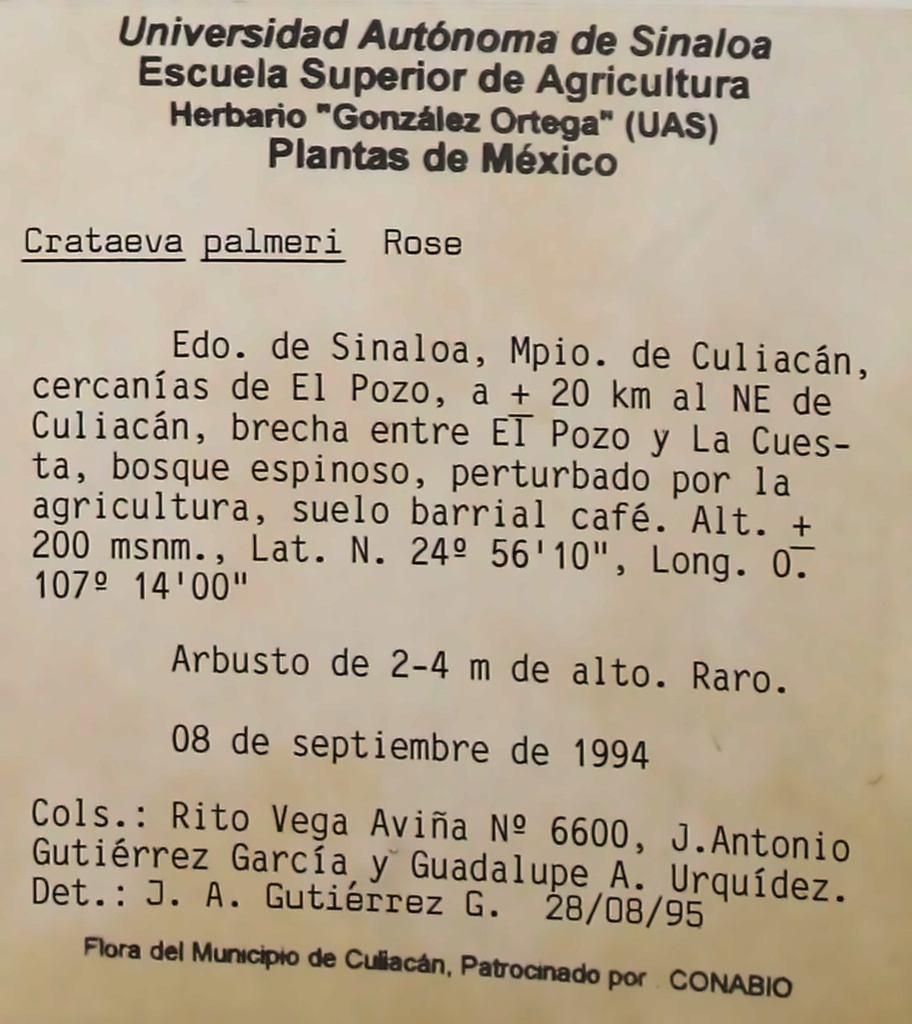 Universidad Autónoma de Sinaloa
Escuela Superior de Agricultura
Herbario "González Ortega" (UAS)
Plantas de México
Crataeva palmeri Rose
Edo. de Sinaloa, Mpio. de Culiacán,
cercanías de El Pozo, a ± 20 km al NE de
Culiacán, brecha entre El Pozo y La Cues-
ta, bosque espinoso, perturbado por la
agricultura, suelo barrial café. Alt. ±
200 msnm., Lat. N. 24º 56'10", Long. O.
107º 14'00"
Arbusto de 2-4 m de alto. Raro.
08 de septiembre de 1994
Cols.: Rito Vega Aviña Nº 6600, J.Antonio
Gutiérrez García y Guadalupe A. Urquídez.
Det.: J. A. Gutiérrez G. 28/08/95
Flora del Municipio de Culiacán, Patrocinado por CONABIO